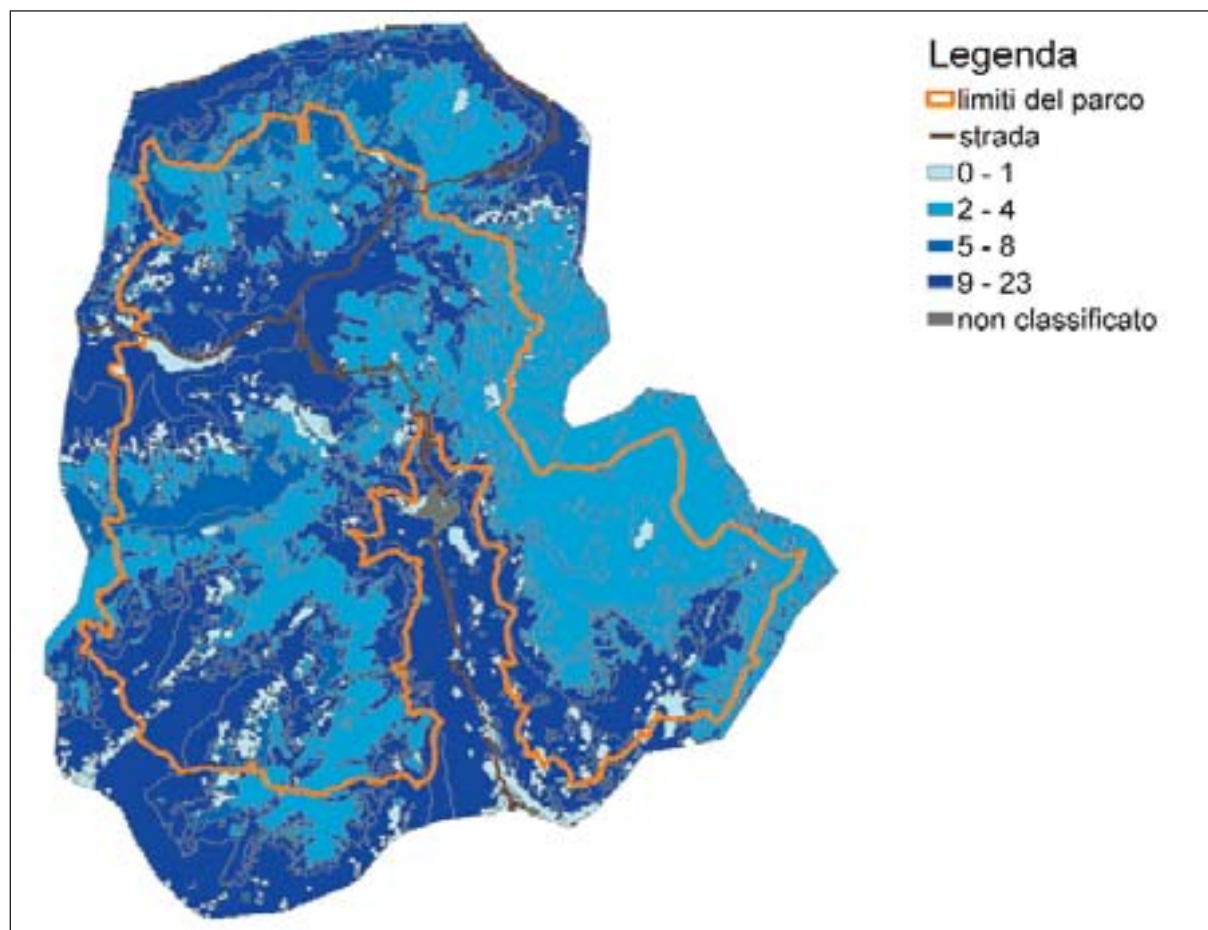 Legenda
limiti del parco
strada
0 - 1
2 - 4
5 - 8
9 - 23
non classificato